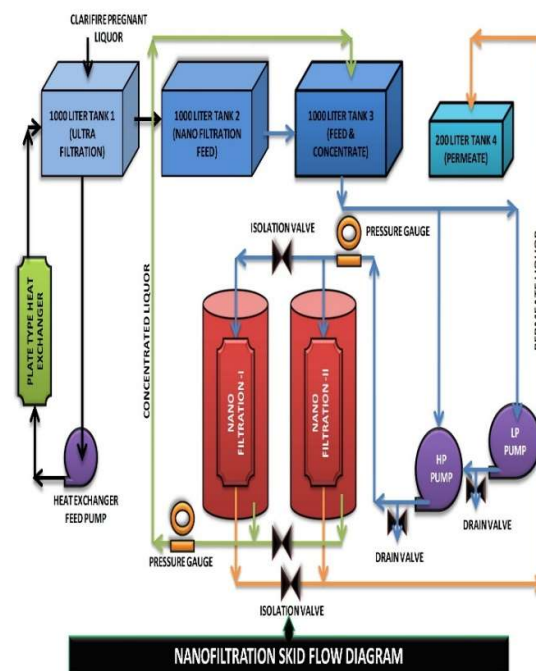 CLARIFIRE PREGNANT
LIQUOR
1000 LITER TANK 1
(ULTRA
FILTRATION)
1000 LITER TANK 2
(NANO FILTRATION
FEED)
1000 LITER TANK 3
(FEED &
CONCENTRATE)
200 LITER TANK 4
(PERMEATE)
ISOLATION VALVE
PRESSURE GAUGE
PLATE TYPE HEAT
EXCHANGER
CONCENTRATED LIQUOR
PERMEATE LIQUOR
NANO
FILTRATION -I
NANO
FILTRATION -II
HP
PUMP
LP
PUMP
HEAT EXCHANGER
FEED PUMP
DRAIN VALVE
DRAIN VALVE
PRESSURE GAUGE
ISOLATION VALVE
NANOFILTRATION SKID FLOW DIAGRAM